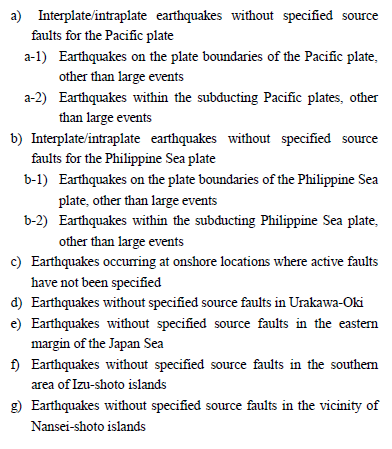 a) Interplate/intraplate earthquakes without specified source
faults for the Pacific plate
a-1) Earthquakes on the plate boundaries of the Pacific plate,
other than large events
a-2) Earthquakes within the subducting Pacific plates, other
than large events
b) Interplate/intraplate earthquakes without specified source
faults for the Philippine Sea plate
b-1) Earthquakes on the plate boundaries of the Philippine Sea
plate, other than large events
b-2) Earthquakes within the subducting Philippine Sea plate,
other than large events
c) Earthquakes occurring at onshore locations where active faults
have not been specified
d) Earthquakes without specified source faults in Urakawa-Oki
e) Earthquakes without specified source faults in the eastern
margin of the Japan Sea
f) Earthquakes without specified source faults in the southern
area of Izu-shoto islands
g) Earthquakes without specified source faults in the vicinity of
Nansei-shoto islands